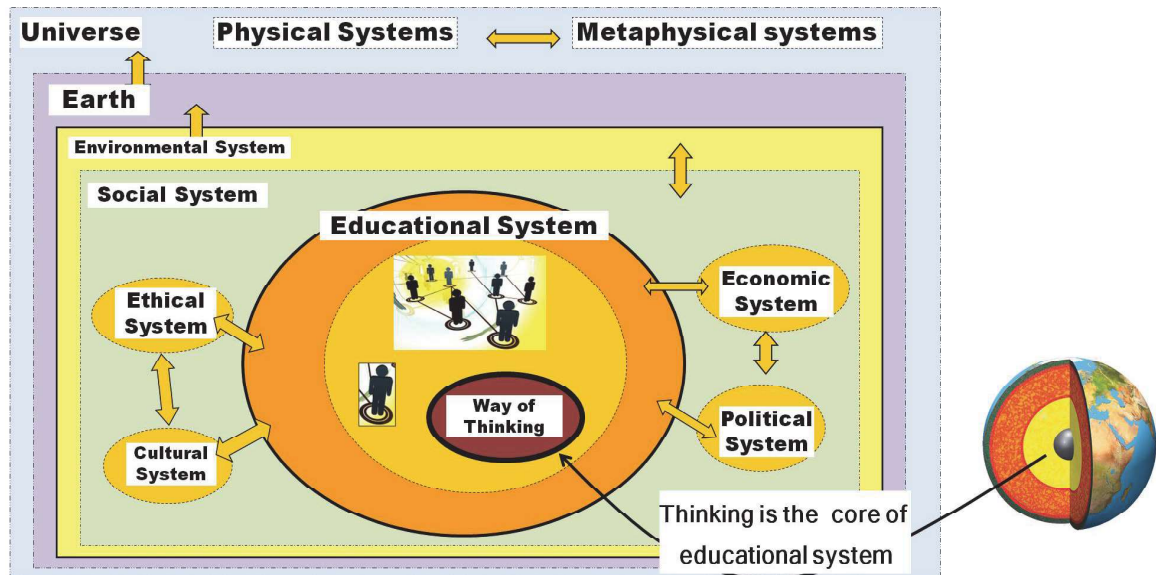 Universe
Physical Systems
Metaphysical systems
Earth
Environmental System
Social System
Educational System
Ethical
System
Economic
System
Way of
Thinking
Cultural
System
Political
System
Thinking is the core of
educational system